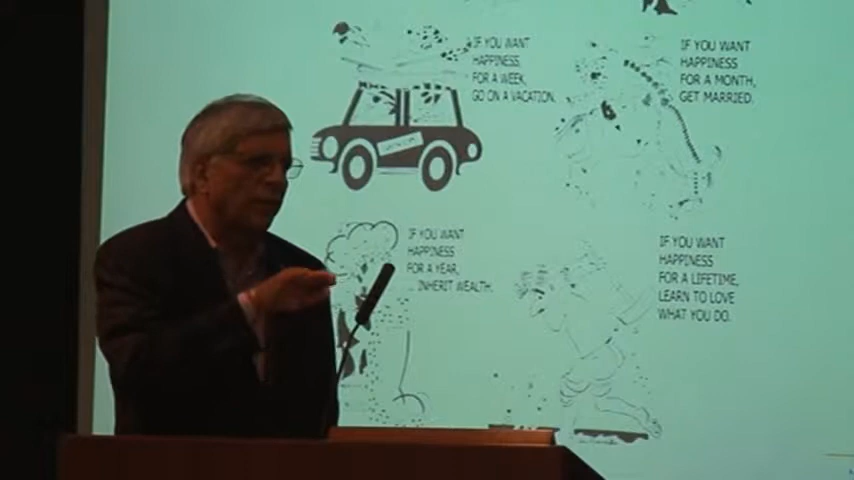 IF YOU WANT
HAPPINESS
FOR A WEEK,
GO ON A VACATION.
IF YOU WANT
HAPPINESS
FOR A MONTH,
GET MARRIED.
IF YOU WANT
HAPPINESS
FOR A YEAR,
INHERIT WEALTH.
IF YOU WANT
HAPPINESS
FOR A LIFETIME,
LEARN TO LOVE
WHAT YOU DO.